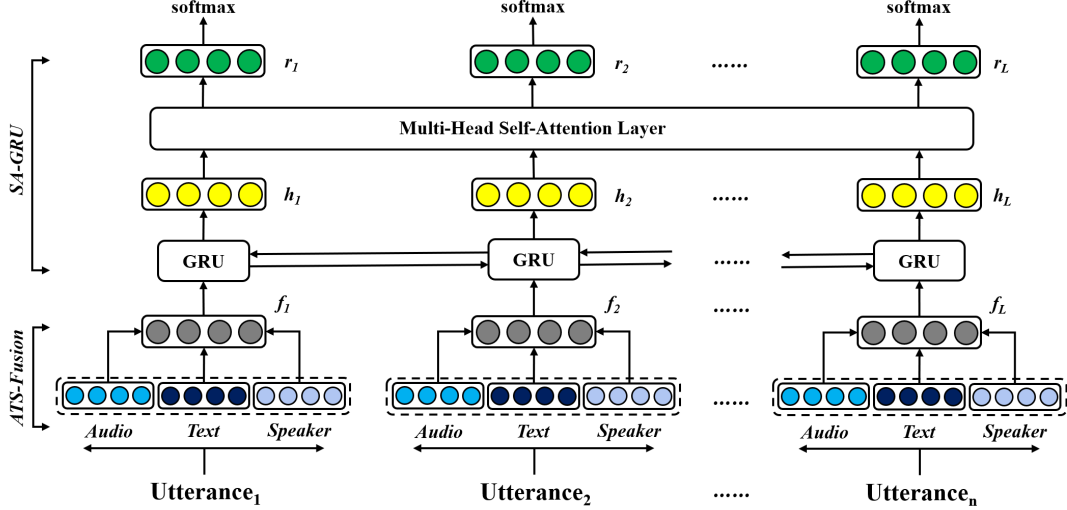 softmax softmax softmax
r1 r2 ...... rL
Multi-Head Self-Attention Layer
SA-GRU
h1 h2 ...... hL
GRU GRU ...... GRU
f1 f2 ...... fL
ATS-Fusion
......
Audio Text Speaker Audio Text Speaker Audio Text Speaker
Utterance1 Utterance2 ...... Utterancen